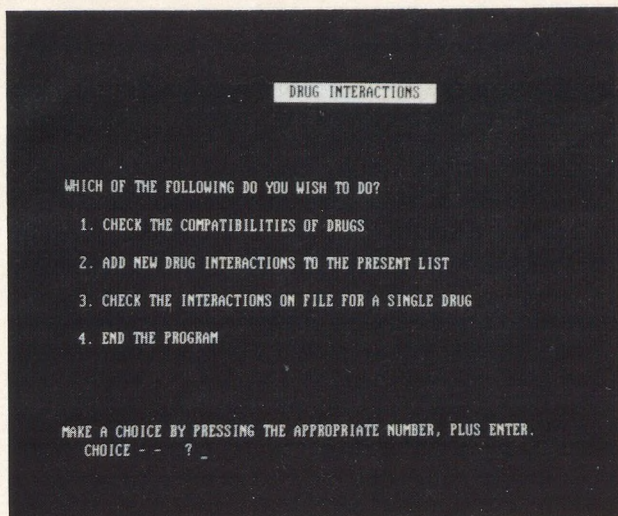 DRUG INTERACTIONS
WHICH OF THE FOLLOWING DO YOU WISH TO DO?
1. CHECK THE COMPATIBILITIES OF DRUGS
2. ADD NEW DRUG INTERACTIONS TO THE PRESENT LIST
3. CHECK THE INTERACTIONS ON FILE FOR A SINGLE DRUG
4. END THE PROGRAM
MAKE A CHOICE BY PRESSING THE APPROPRIATE NUMBER, PLUS ENTER.
CHOICE - - ? _